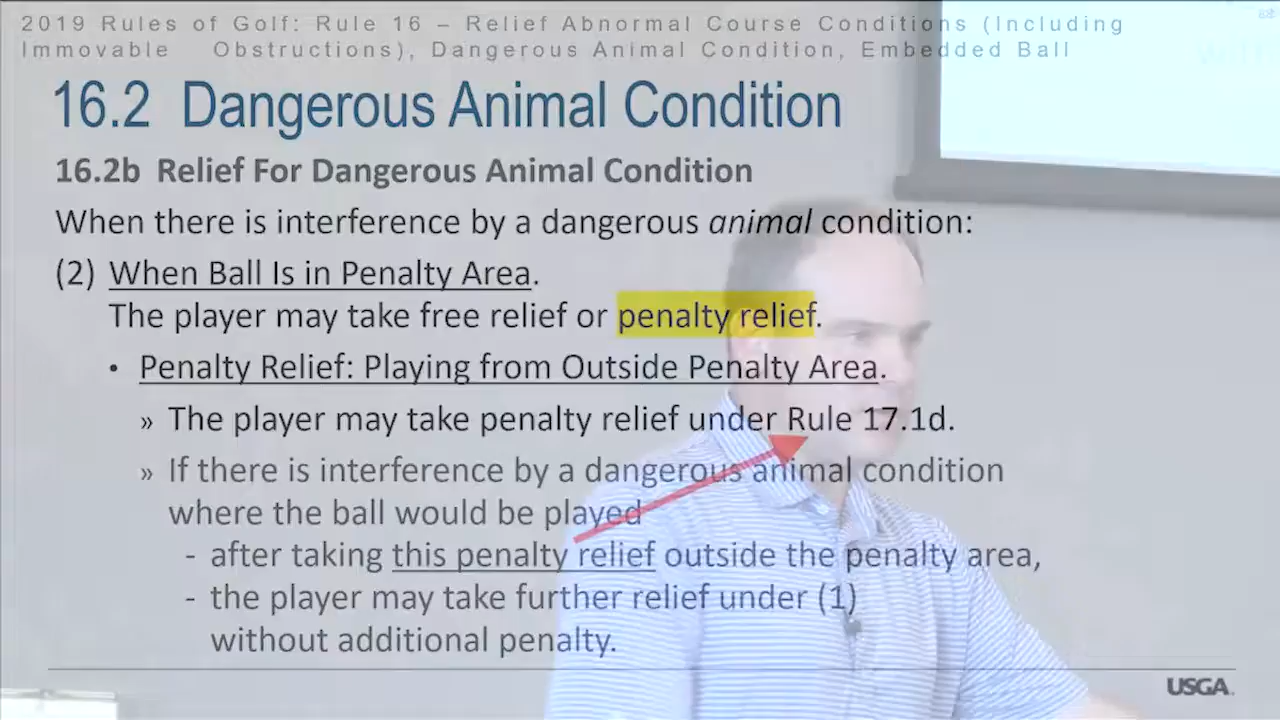 2019 Rules of Golf: Rule 16 – Relief Abnormal Course Conditions (Including
Immovable Obstructions), Dangerous Animal Condition, Embedded Ball
16.2 Dangerous Animal Condition
16.2b Relief For Dangerous Animal Condition
When there is interference by a dangerous animal condition:
(2) When Ball Is in Penalty Area.
The player may take free relief or penalty relief.
• Penalty Relief: Playing from Outside Penalty Area.
» The player may take penalty relief under Rule 17.1d.
» If there is interference by a dangerous animal condition
where the ball would be played
- after taking this penalty relief outside the penalty area,
- the player may take further relief under (1)
without additional penalty.
USGA.